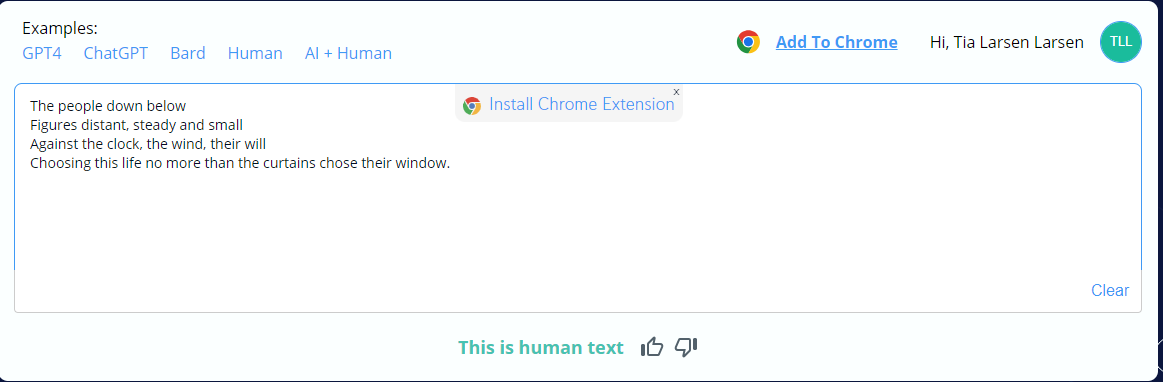 Examples:
GPT4 ChatGPT Bard Human AI + Human
Add To Chrome Hi, Tia Larsen Larsen TLL
Install Chrome Extension x
The people down below
Figures distant, steady and small
Against the clock, the wind, their will
Choosing this life no more than the curtains chose their window.
Clear
This is human text